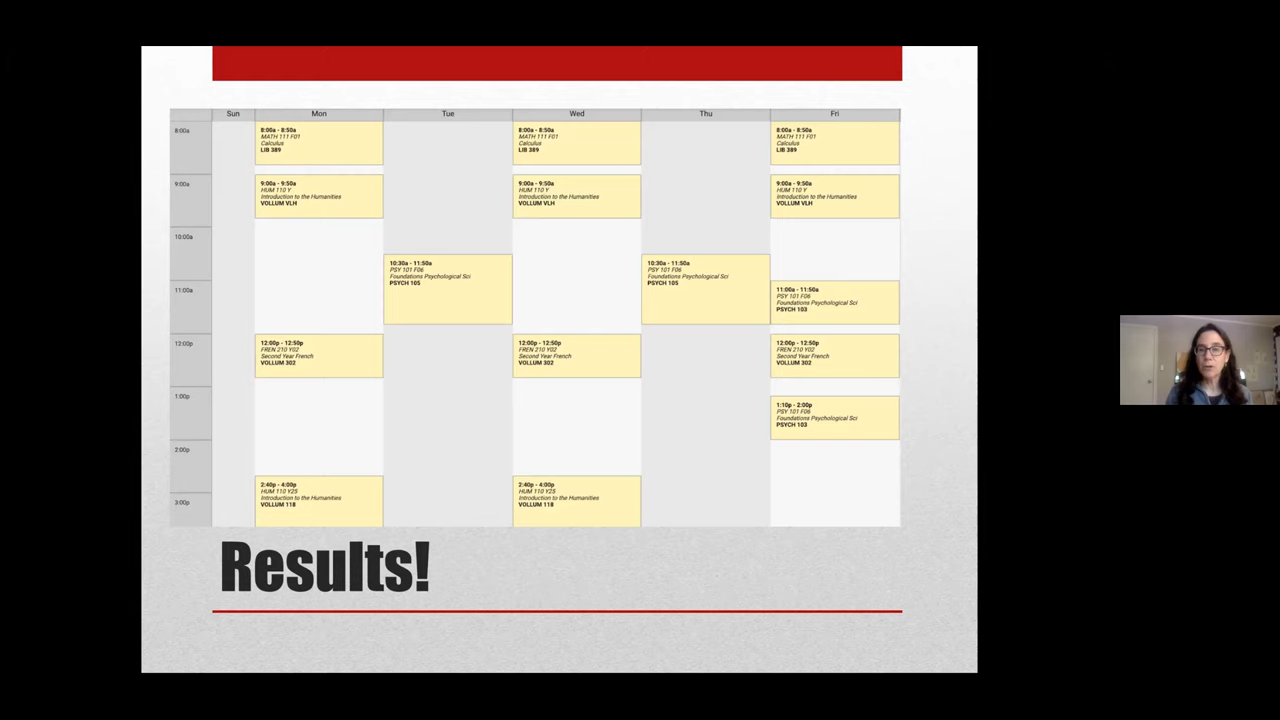 Sun Mon Tue Wed Thu Fri
8:00a
8:00a - 8:50a
MATH 111 F01
Calculus
LIB 389
8:00a - 8:50a
MATH 111 F01
Calculus
LIB 389
8:00a - 8:50a
MATH 111 F01
Calculus
LIB 389
9:00a
9:00a - 9:50a
HUM 110 Y
Introduction to the Humanities
VOLLUM VLH
9:00a - 9:50a
HUM 110 Y
Introduction to the Humanities
VOLLUM VLH
9:00a - 9:50a
HUM 110 Y
Introduction to the Humanities
VOLLUM VLH
10:00a
10:30a - 11:50a
PSY 101 F06
Foundations Psychological Sci
PSYCH 105
10:30a - 11:50a
PSY 101 F06
Foundations Psychological Sci
PSYCH 105
11:00a
11:00a - 11:50a
PSY 101 F06
Foundations Psychological Sci
PSYCH 103
12:00p
12:00p - 12:50p
FREN 210 Y02
Second Year French
VOLLUM 302
12:00p - 12:50p
FREN 210 Y02
Second Year French
VOLLUM 302
12:00p - 12:50p
FREN 210 Y02
Second Year French
VOLLUM 302
1:00p
1:10p - 2:00p
PSY 101 F06
Foundations Psychological Sci
PSYCH 103
2:00p
2:40p - 4:00p
HUM 110 Y25
Introduction to the Humanities
VOLLUM 118
2:40p - 4:00p
HUM 110 Y25
Introduction to the Humanities
VOLLUM 118
3:00p
Results!